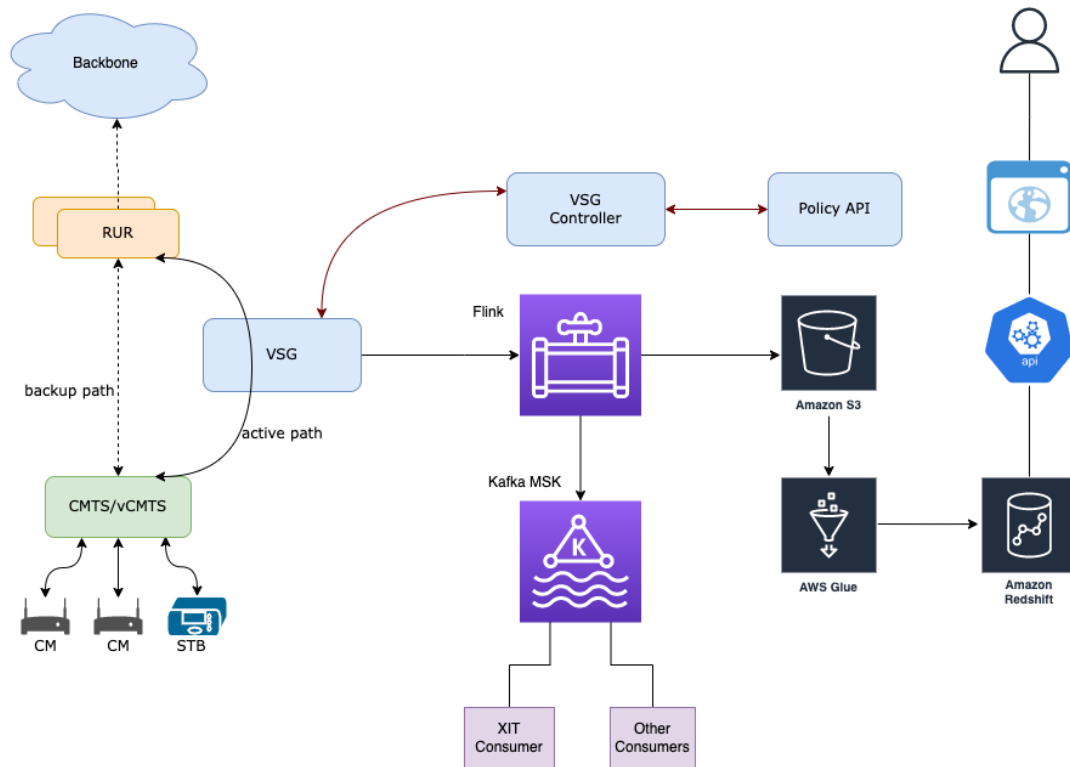 Backbone
RUR
VSG
Controller
Policy API
Flink
VSG
backup path
active path
Amazon S3
api
Kafka MSK
CMTS/vCMTS
K
AWS Glue
Amazon
Redshift
CM
CM
STB
XIT
Consumer
Other
Consumers